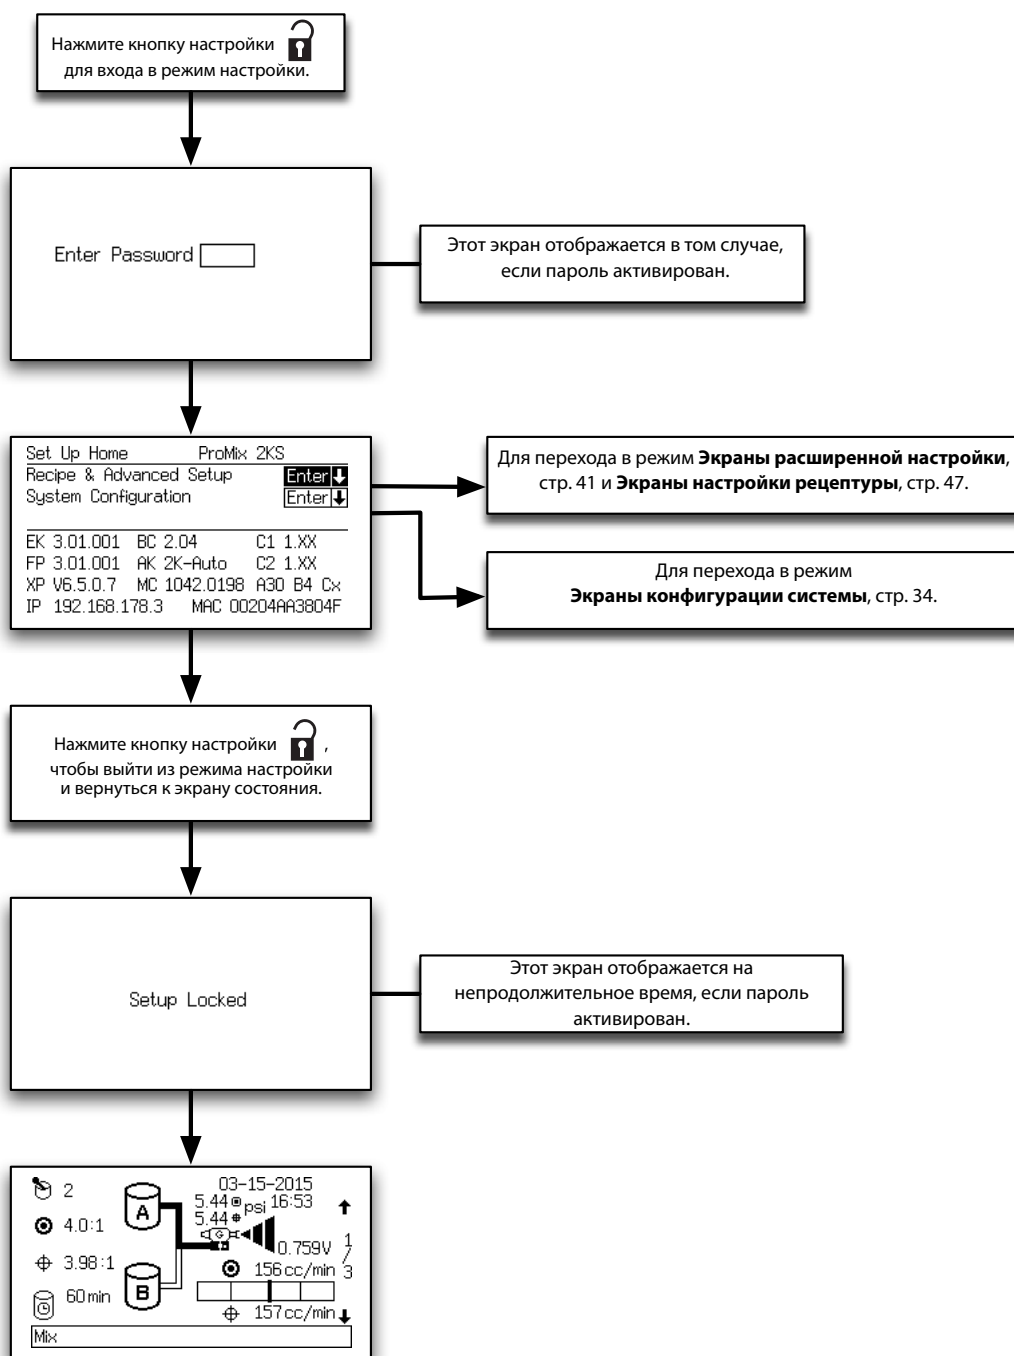 Нажмите кнопку настройки
для входа в режим настройки.
Enter Password
Этот экран отображается в том случае,
если пароль активирован.
Set Up Home ProMix 2KS
Recipe & Advanced Setup Enter
System Configuration Enter
EK 3.01.001 BC 2.04 C1 1.XX
FP 3.01.001 AK 2K-Auto C2 1.XX
XP V6.5.0.7 MC 1042.0198 A30 B4 Cx
IP 192.168.178.3 MAC 00204AA3804F
Для перехода в режим Экраны расширенной настройки,
стр. 41 и Экраны настройки рецептуры, стр. 47.
Для перехода в режим
Экраны конфигурации системы, стр. 34.
Нажмите кнопку настройки ,
чтобы выйти из режима настройки
и вернуться к экрану состояния.
Setup Locked
Этот экран отображается на
непродолжительное время, если пароль
активирован.
03-15-2015
2 A 5.44 psi 16:53
5.44
4.0:1 G
0.759V 1/3
3.98:1 156cc/min
60min B
157cc/min
Mix